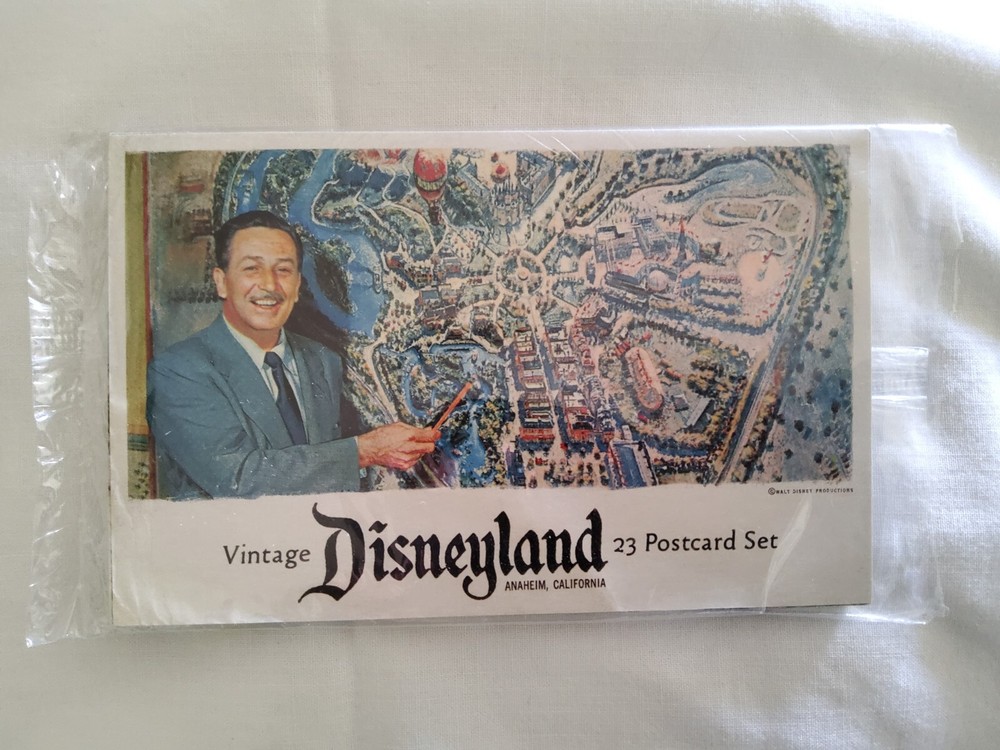 ©WALT DISNEY PRODUCTIONS
Vintage Disneyland 23 Postcard Set
ANAHEIM, CALIFORNIA